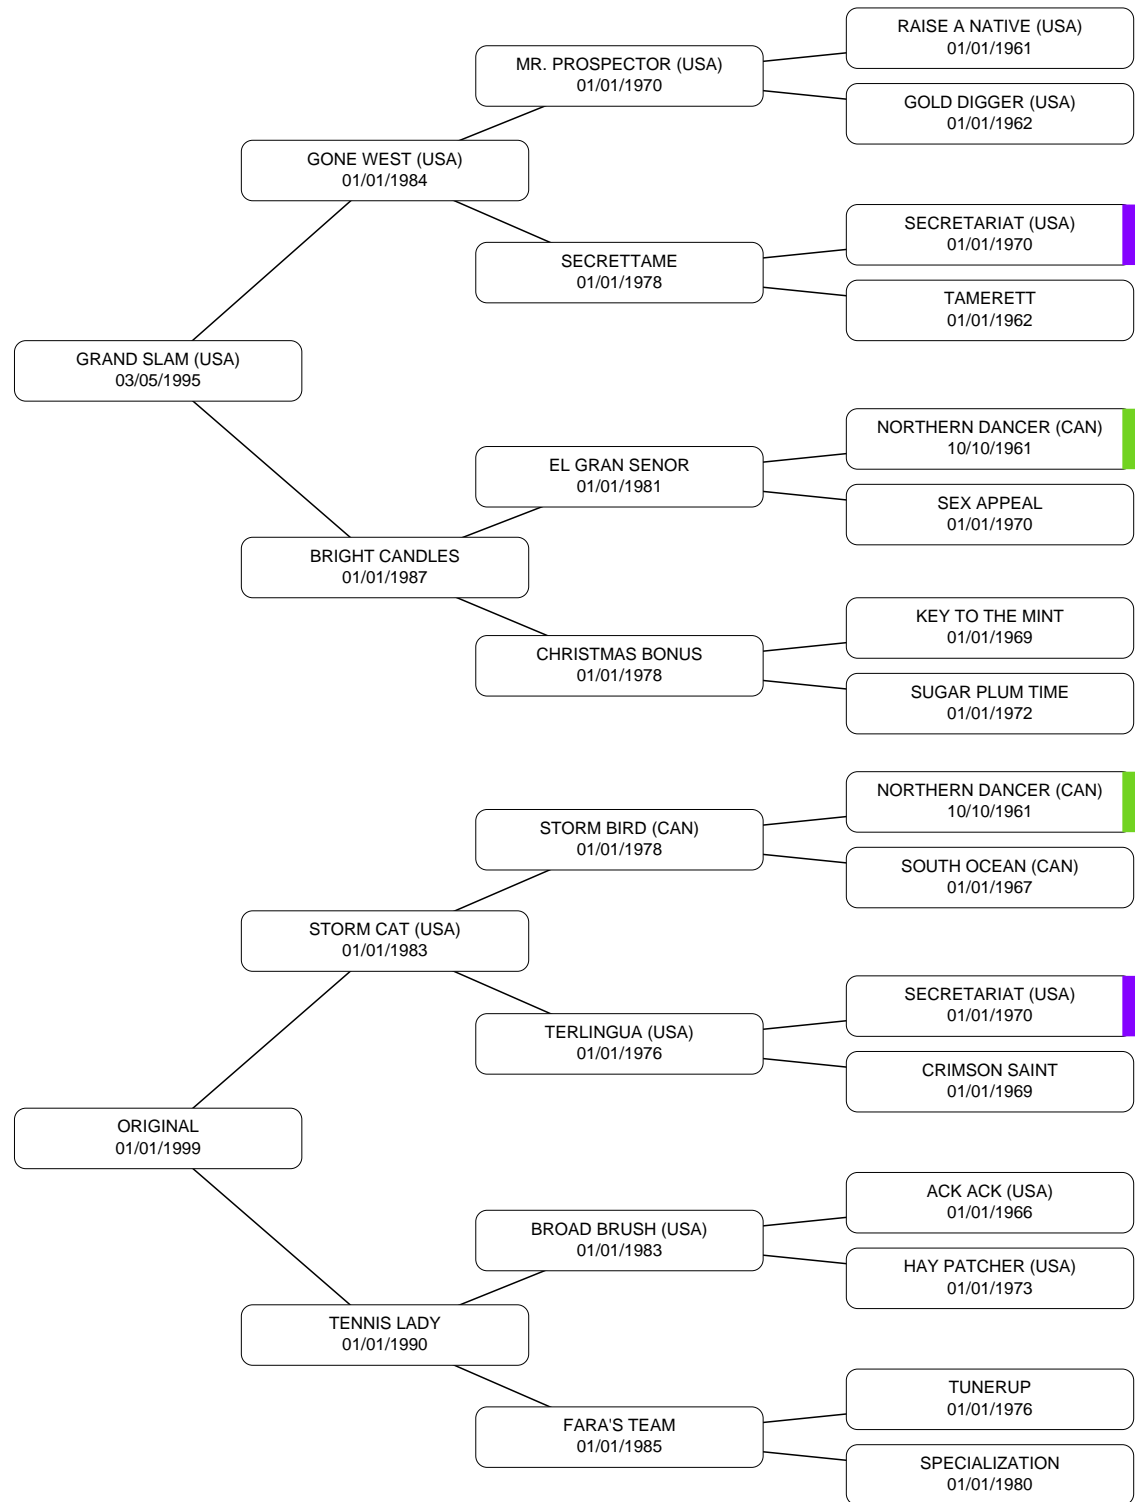 RAISE A NATIVE (USA)
01/01/1961
MR. PROSPECTOR (USA)
01/01/1970
GOLD DIGGER (USA)
01/01/1962
GONE WEST (USA)
01/01/1984
SECRETARIAT (USA)
01/01/1970
SECRETTAME
01/01/1978
TAMERETT
01/01/1962
GRAND SLAM (USA)
03/05/1995
NORTHERN DANCER (CAN)
10/10/1961
EL GRAN SENOR
01/01/1981
SEX APPEAL
01/01/1970
BRIGHT CANDLES
01/01/1987
KEY TO THE MINT
01/01/1969
CHRISTMAS BONUS
01/01/1978
SUGAR PLUM TIME
01/01/1972
NORTHERN DANCER (CAN)
10/10/1961
STORM BIRD (CAN)
01/01/1978
SOUTH OCEAN (CAN)
01/01/1967
STORM CAT (USA)
01/01/1983
SECRETARIAT (USA)
01/01/1970
TERLINGUA (USA)
01/01/1976
CRIMSON SAINT
01/01/1969
ORIGINAL
01/01/1999
ACK ACK (USA)
01/01/1966
BROAD BRUSH (USA)
01/01/1983
HAY PATCHER (USA)
01/01/1973
TENNIS LADY
01/01/1990
TUNERUP
01/01/1976
FARA'S TEAM
01/01/1985
SPECIALIZATION
01/01/1980